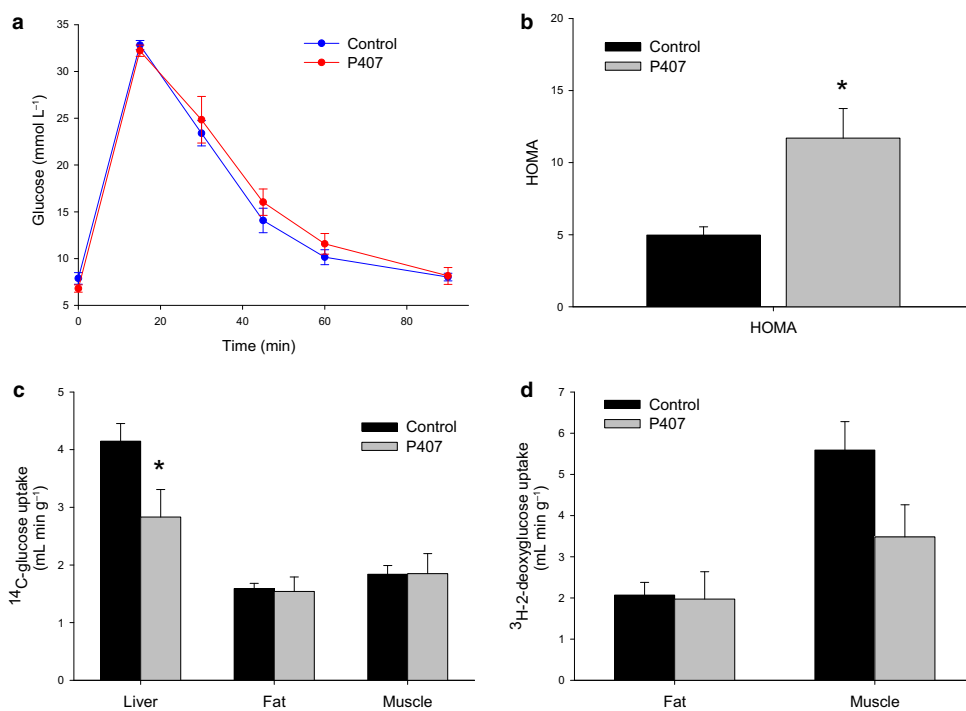 a
35
30
25
20
15
10
5
0
20
40
60
80
Glucose (mmol L⁻¹)
Time (min)
Control
P407
b
20
15
10
5
0
HOMA
HOMA
Control
P407
*
c
5
4
3
2
1
0
¹⁴C-glucose uptake
(mL min g⁻¹)
Control
P407
*
Liver
Fat
Muscle
d
7
6
5
4
3
2
1
0
³H-2-deoxyglucose uptake
(mL min g⁻¹)
Control
P407
Fat
Muscle